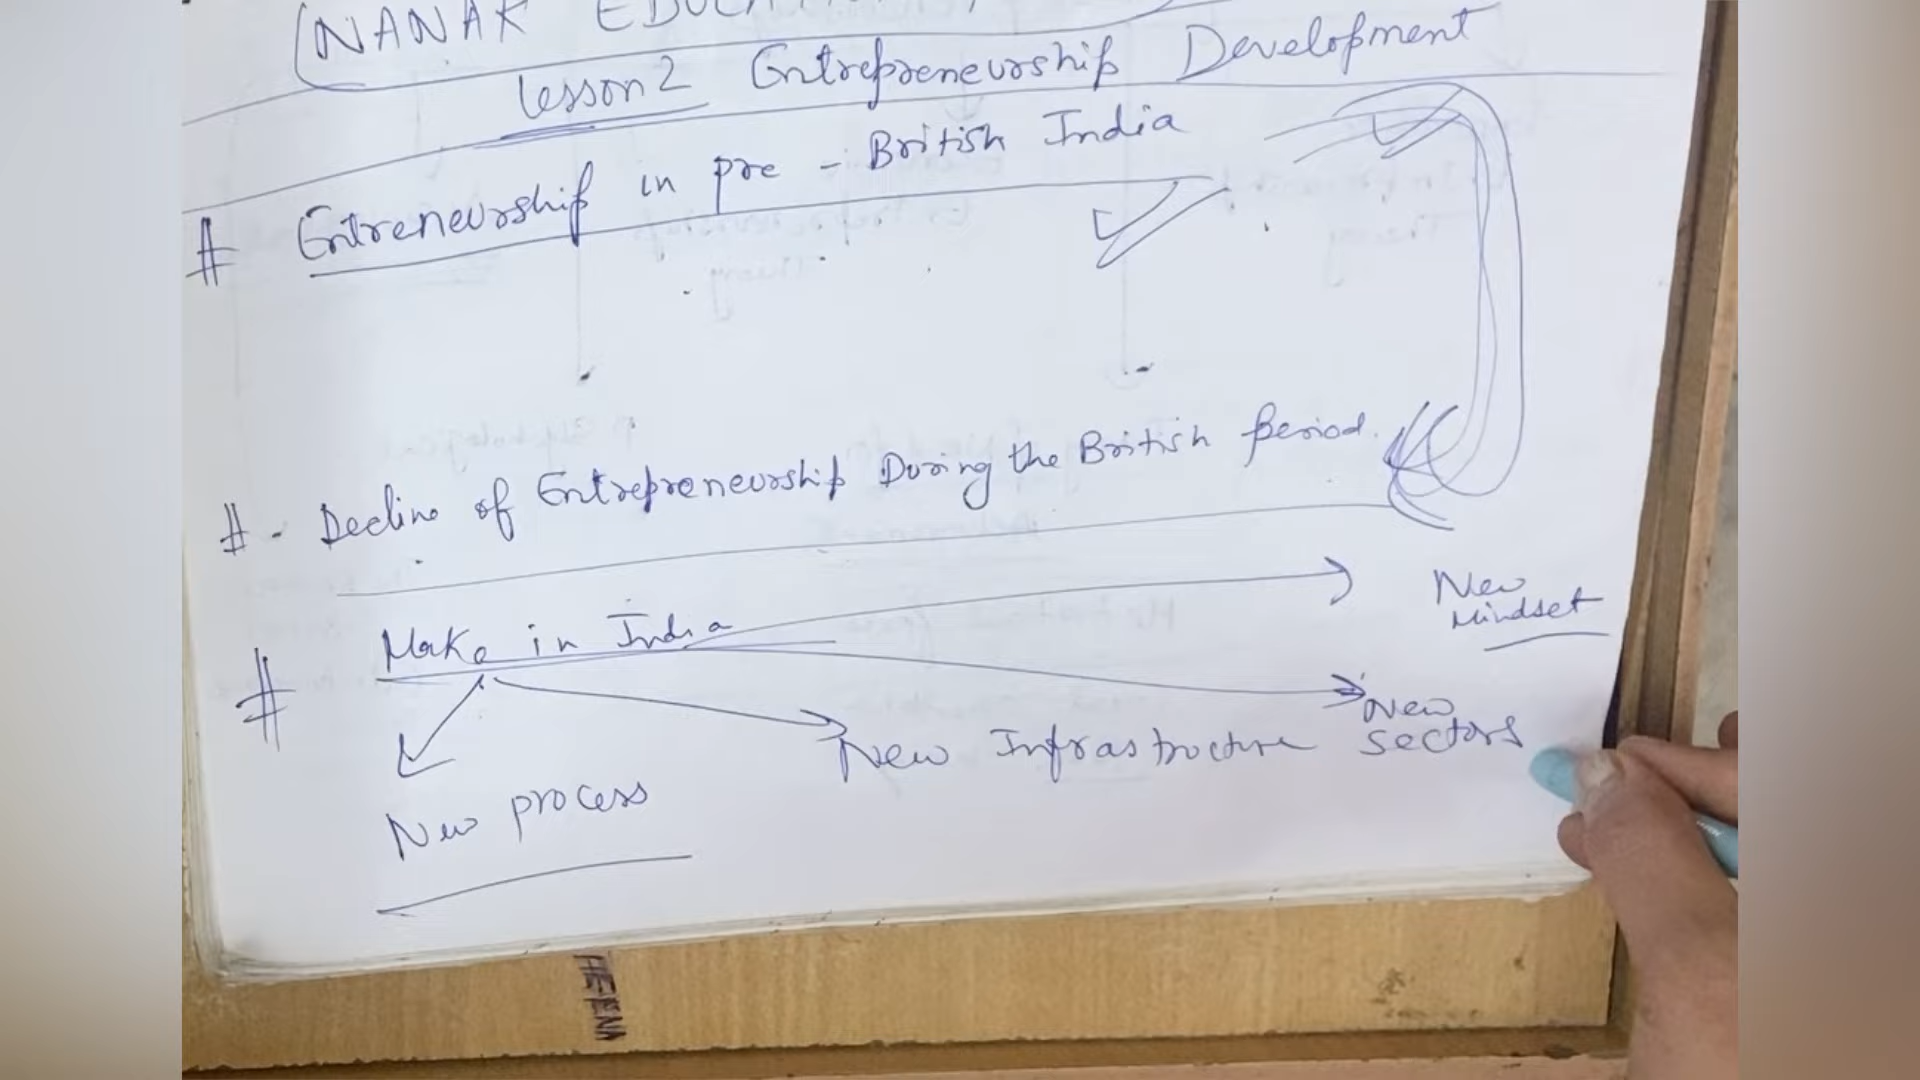 NANAK
Lesson 2 Entrepreneurship Development
# Entreneurship in pre - British India
# - Decline of Entrepreneurship During the British period.
# Make in India
New
Mindset
New
sectors
New Infrastructure
New process
HEENA